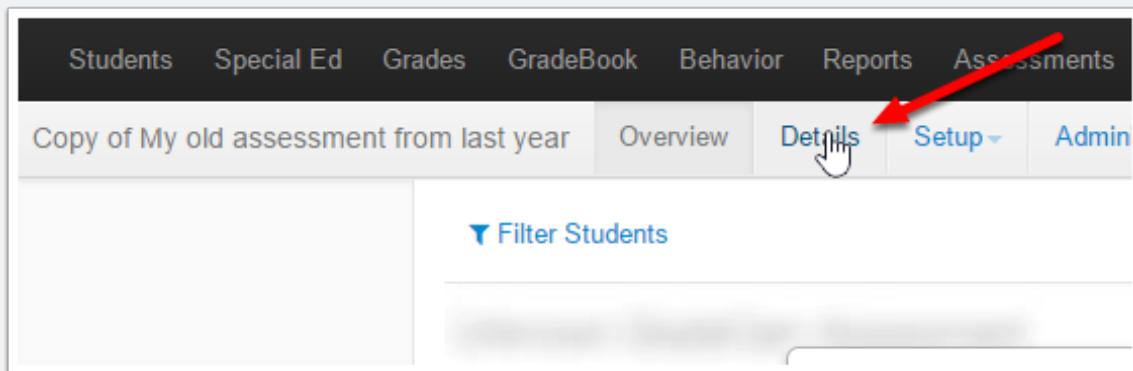 Students Special Ed Grades GradeBook Behavior Reports Assessments
Copy of My old assessment from last year Overview Details Setup Admin
Filter Students